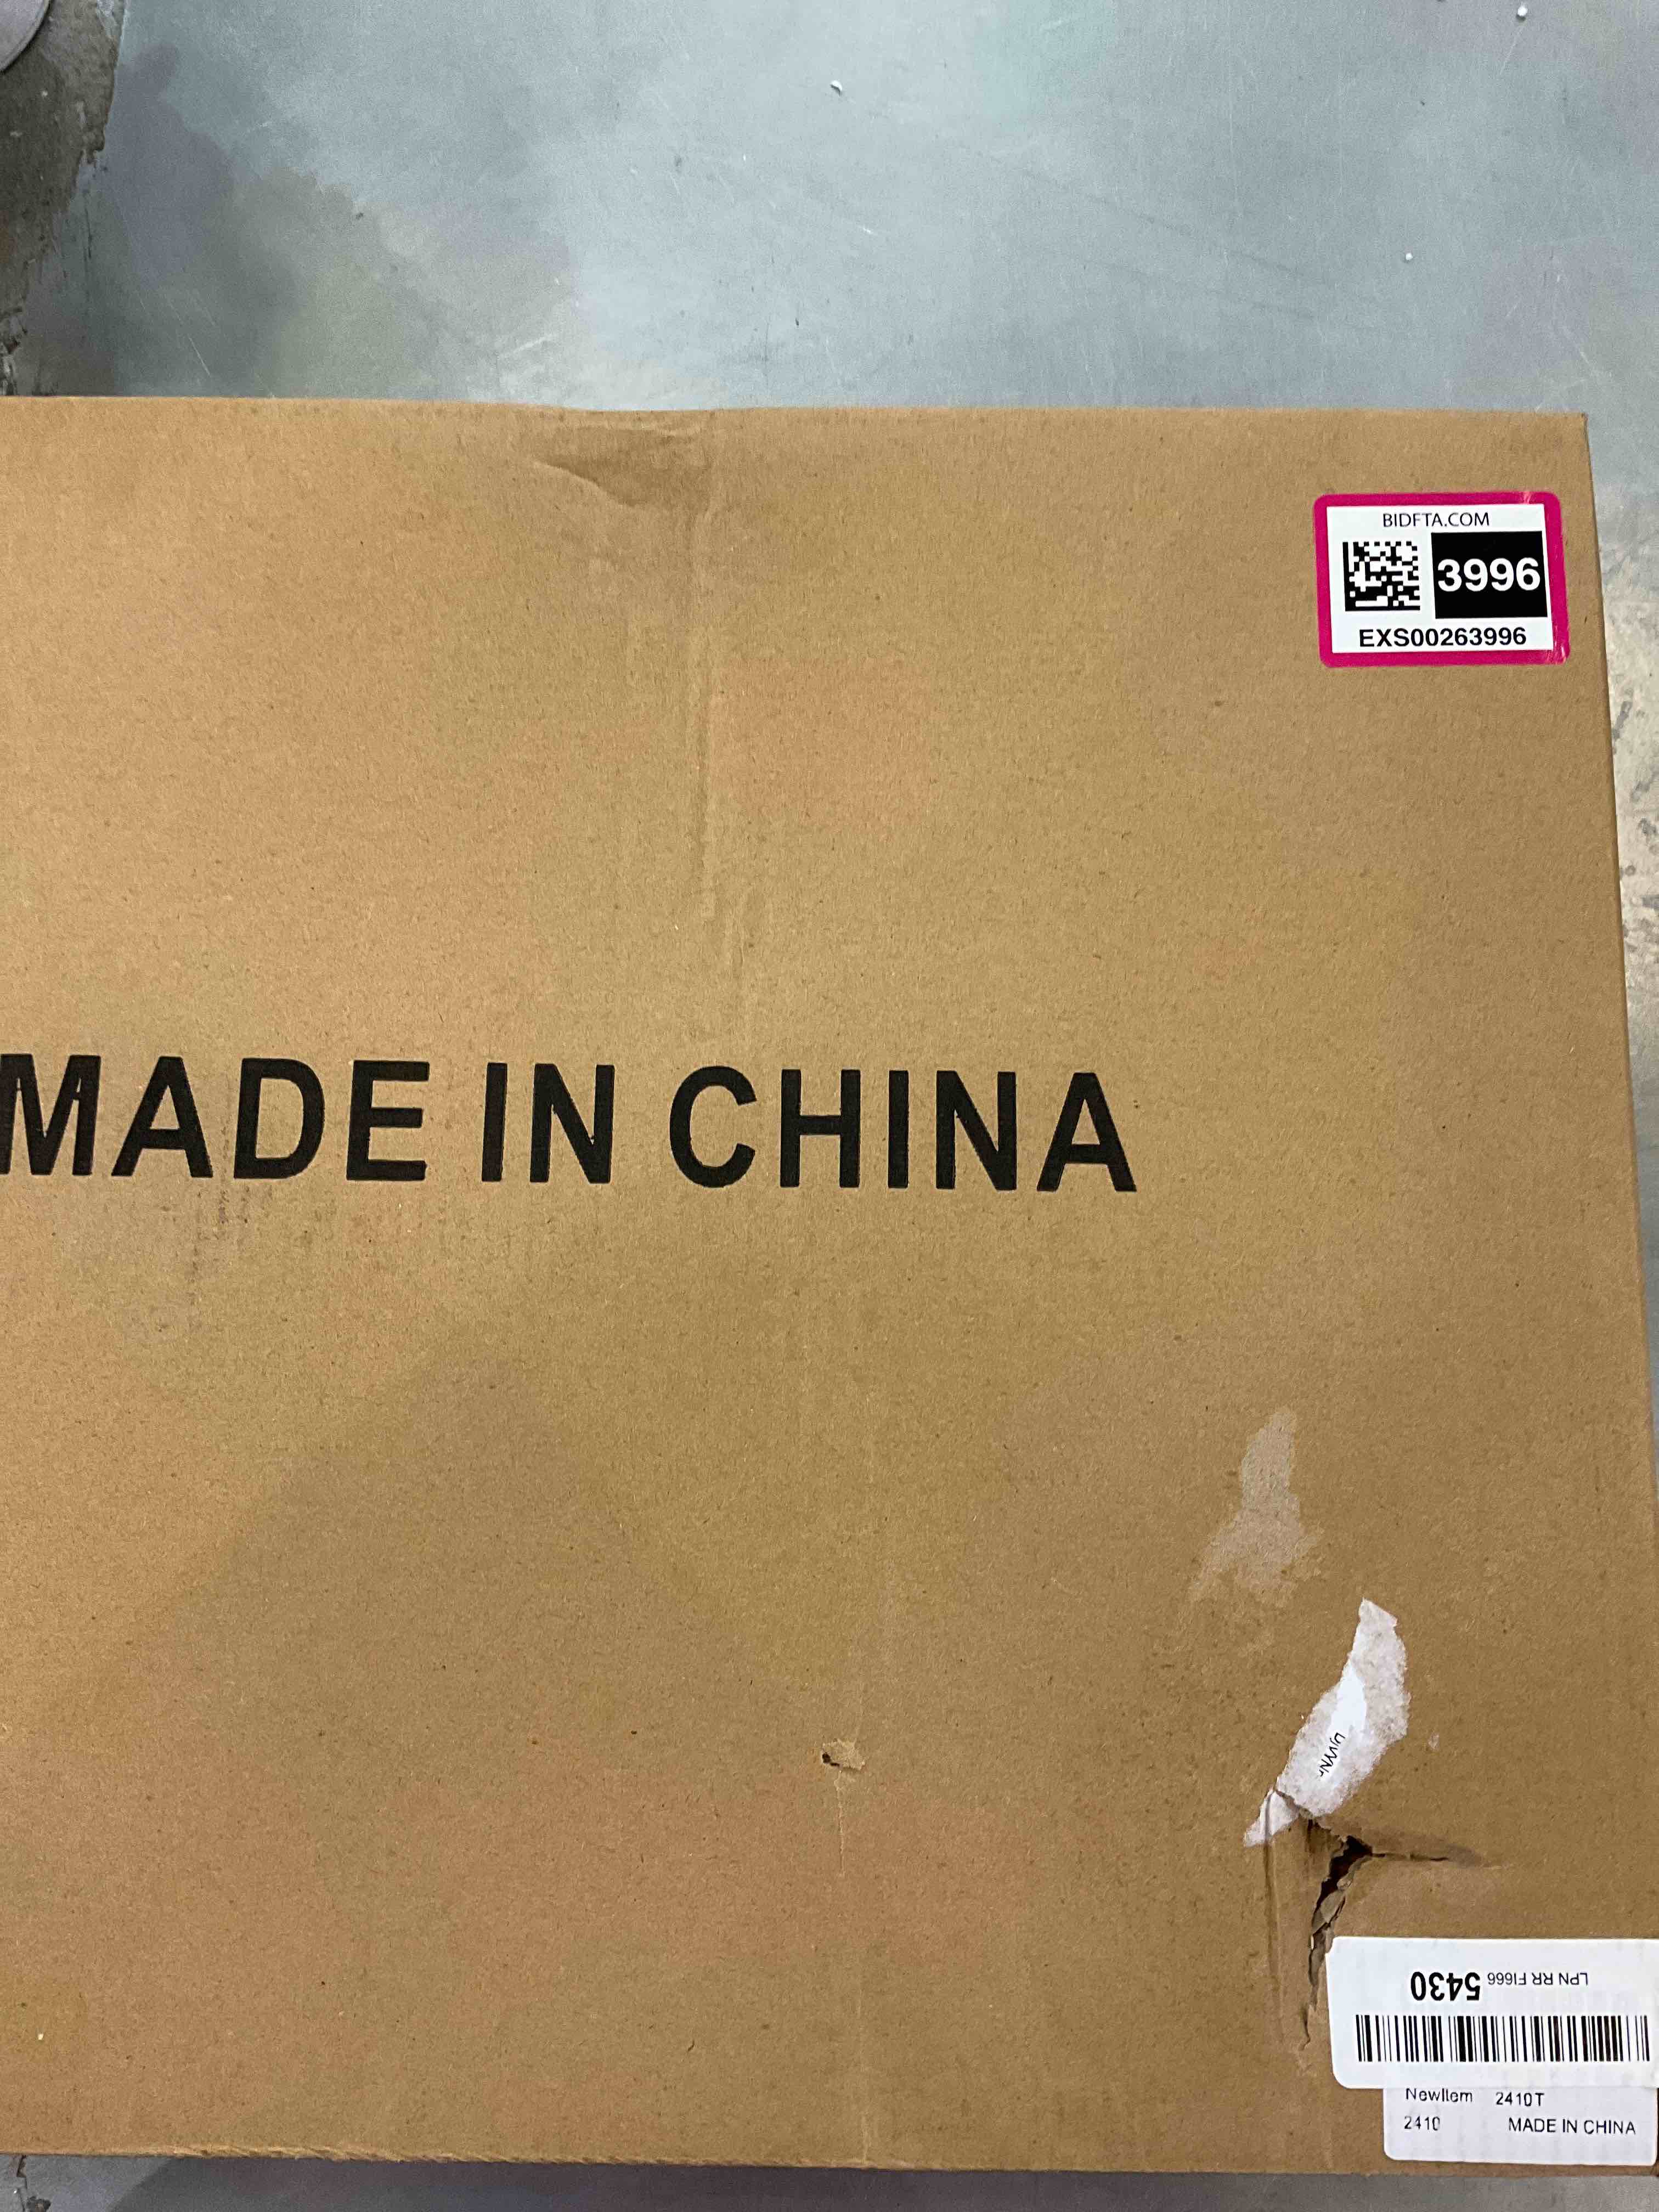 BIDFTA.COM
3996
EXS00263996
MADE IN CHINA
LPN RR FI666 5430
NewItem 2410T
2410 MADE IN CHINA